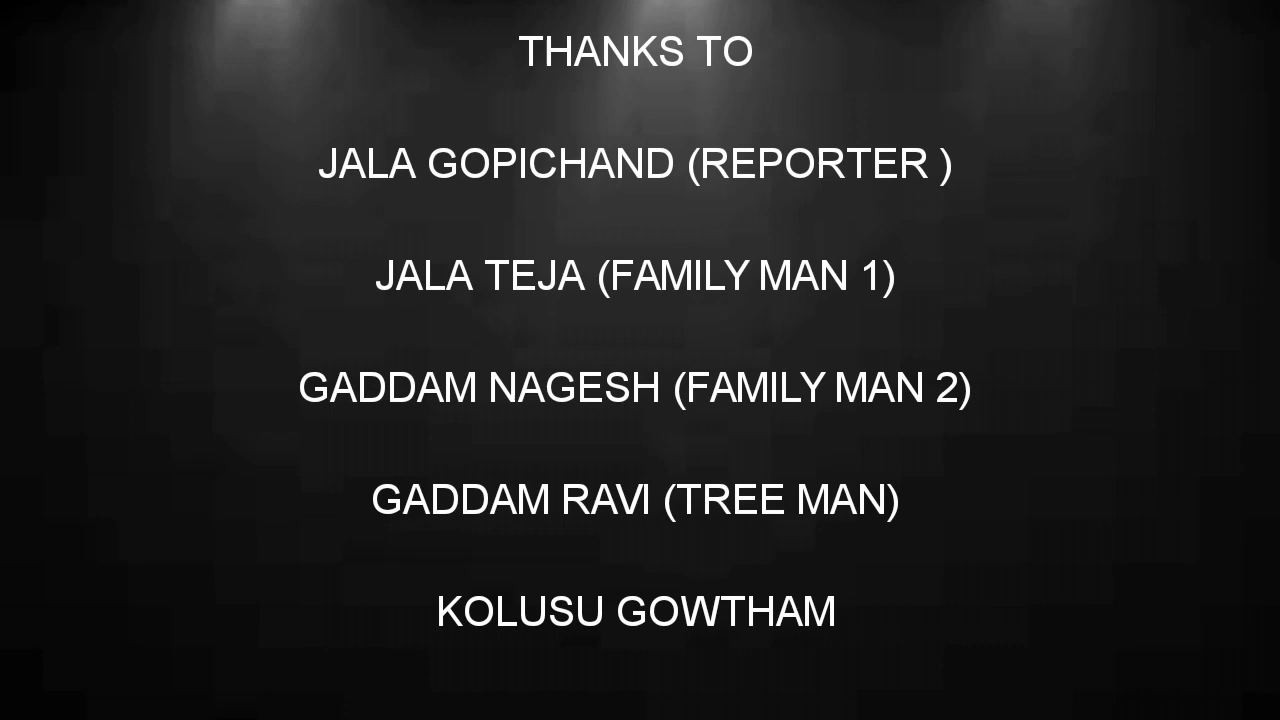 THANKS TO
JALA GOPICHAND (REPORTER )
JALA TEJA (FAMILY MAN 1)
GADDAM NAGESH (FAMILY MAN 2)
GADDAM RAVI (TREE MAN)
KOLUSU GOWTHAM